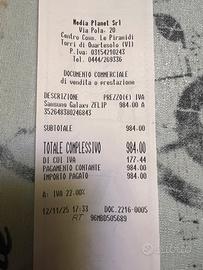 Media Planet Srl
Via Pola, 20
Centro Comm. Le Piramidi
Torri di Quartesolo (VI)
P.Iva: 03154210243
Tel. 0444/269336
DOCUMENTO COMMERCIALE
di vendita o prestazione
DESCRIZIONE PREZZO(€) IVA
Samsung Galaxy ZFLIP 984.00 A
352648380246843
SUBTOTALE 984.00
TOTALE COMPLESSIVO 984.00
DI CUI IVA 177.44
PAGAMENTO CONTANTE 984.00
IMPORTO PAGATO 984.00
A: IVA 22.00%
12/11/25 17:33 DOC.2216-0005
RT 96MBD505689
subito